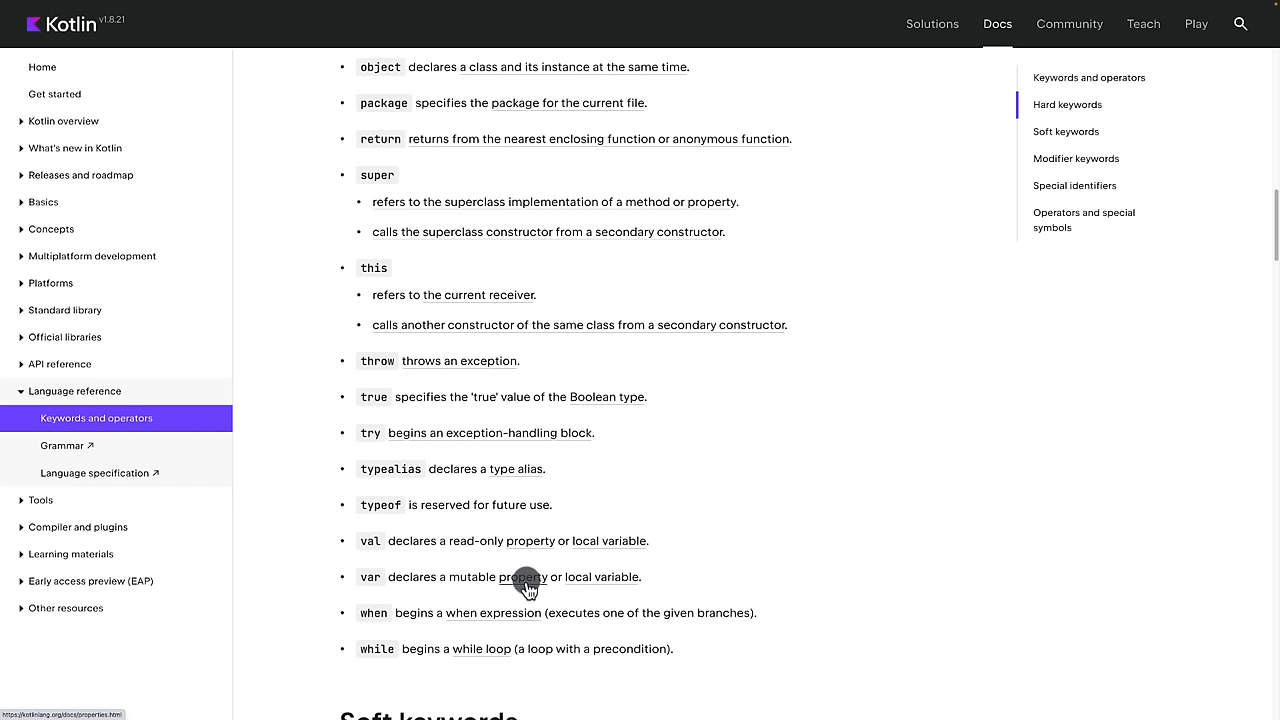 Kotlin v1.8.21
Solutions
Docs
Community
Teach
Play
Home
Get started
Kotlin overview
What's new in Kotlin
Releases and roadmap
Basics
Concepts
Multiplatform development
Platforms
Standard library
Official libraries
API reference
Language reference
Keywords and operators
Grammar ↗
Language specification ↗
Tools
Compiler and plugins
Learning materials
Early access preview (EAP)
Other resources
• object declares a class and its instance at the same time.
• package specifies the package for the current file.
• return returns from the nearest enclosing function or anonymous function.
• super
• refers to the superclass implementation of a method or property.
• calls the superclass constructor from a secondary constructor.
• this
• refers to the current receiver.
• calls another constructor of the same class from a secondary constructor.
• throw throws an exception.
• true specifies the 'true' value of the Boolean type.
• try begins an exception-handling block.
• typealias declares a type alias.
• typeof is reserved for future use.
• val declares a read-only property or local variable.
• var declares a mutable property or local variable.
• when begins a when expression (executes one of the given branches).
• while begins a while loop (a loop with a precondition).
Soft keywords
Keywords and operators
Hard keywords
Soft keywords
Modifier keywords
Special identifiers
Operators and special
symbols
https://kotlinlang.org/docs/properties.html